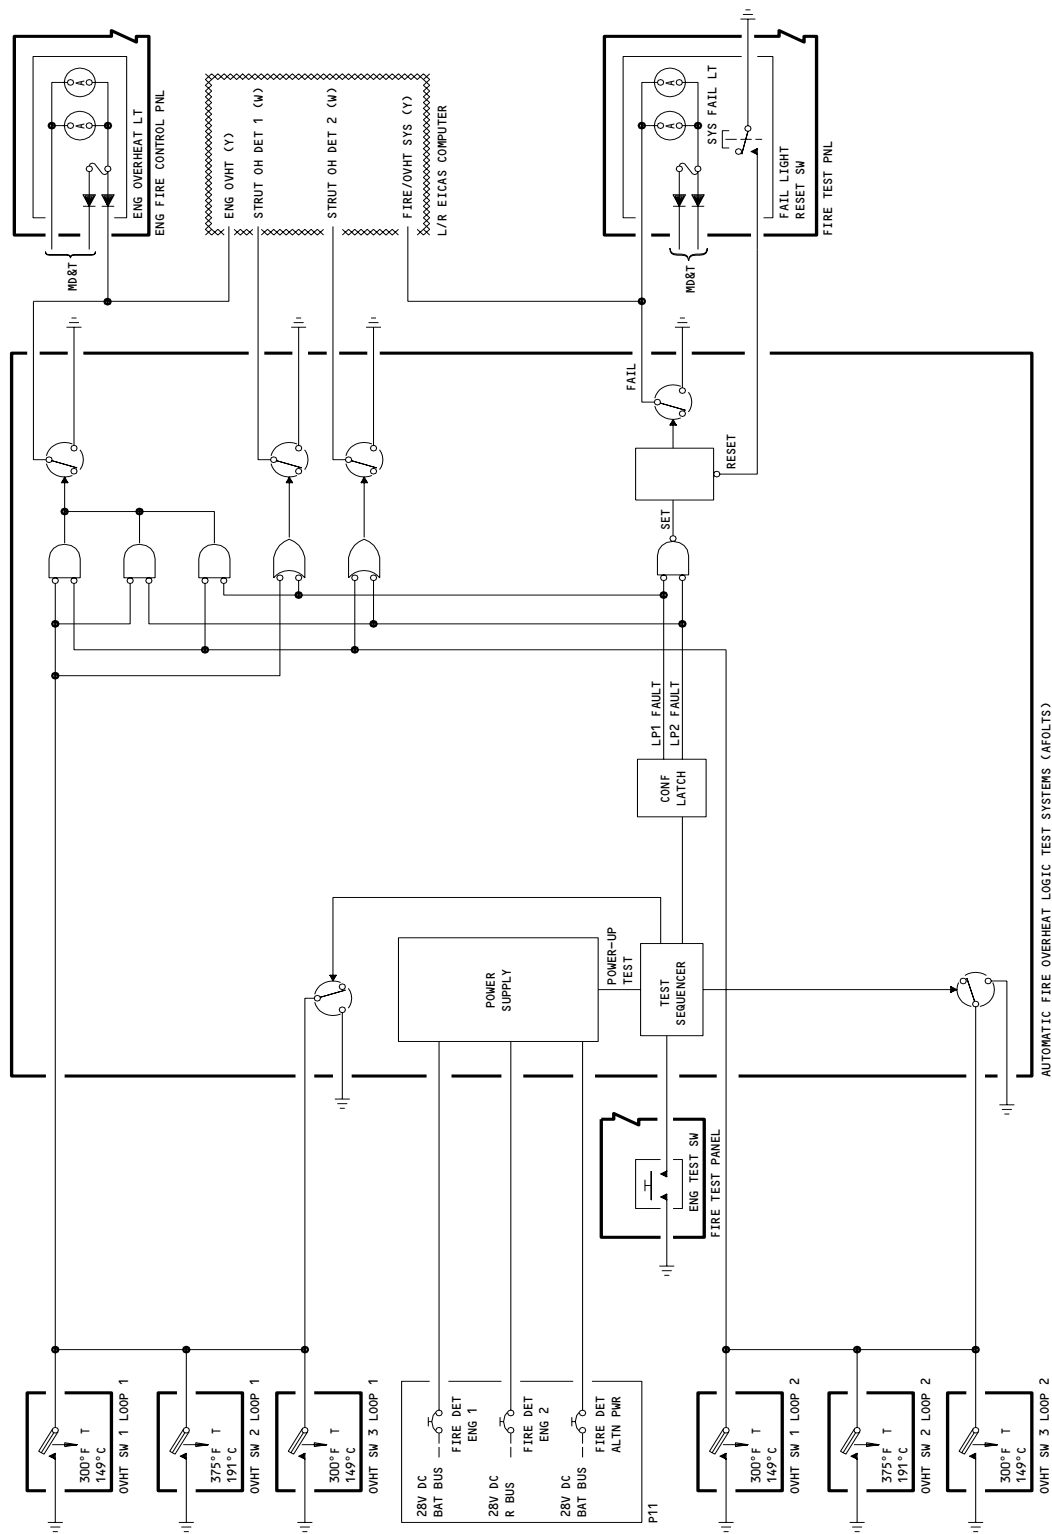 ENG OVERHEAT LT
ENG FIRE CONTROL PNL
A
A
MD&T
ENG OVHT (Y)
STRUT OH DET 1 (W)
STRUT OH DET 2 (W)
FIRE/OVHT SYS (Y)
L/R EICAS COMPUTER
A
A
SYS FAIL LT
FAIL LIGHT
RESET SW
FIRE TEST PNL
MD&T
FAIL
RESET
SET
LP1 FAULT
LP2 FAULT
CONF
LATCH
POWER
SUPPLY
POWER-UP
TEST
TEST
SEQUENCER
AUTOMATIC FIRE OVERHEAT LOGIC TEST SYSTEMS (AFOLTS)
ENG TEST SW
FIRE TEST PANEL
300°F T
149°C
OVHT SW 1 LOOP 1
375°F T
191°C
OVHT SW 2 LOOP 1
300°F T
149°C
OVHT SW 3 LOOP 1
28V DC
BAT BUS
FIRE DET
ENG 1
28V DC
R BUS
FIRE DET
ENG 2
28V DC
BAT BUS
FIRE DET
ALTN PWR
P11
300°F T
149°C
OVHT SW 1 LOOP 2
375°F T
191°C
OVHT SW 2 LOOP 2
300°F T
149°C
OVHT SW 3 LOOP 2